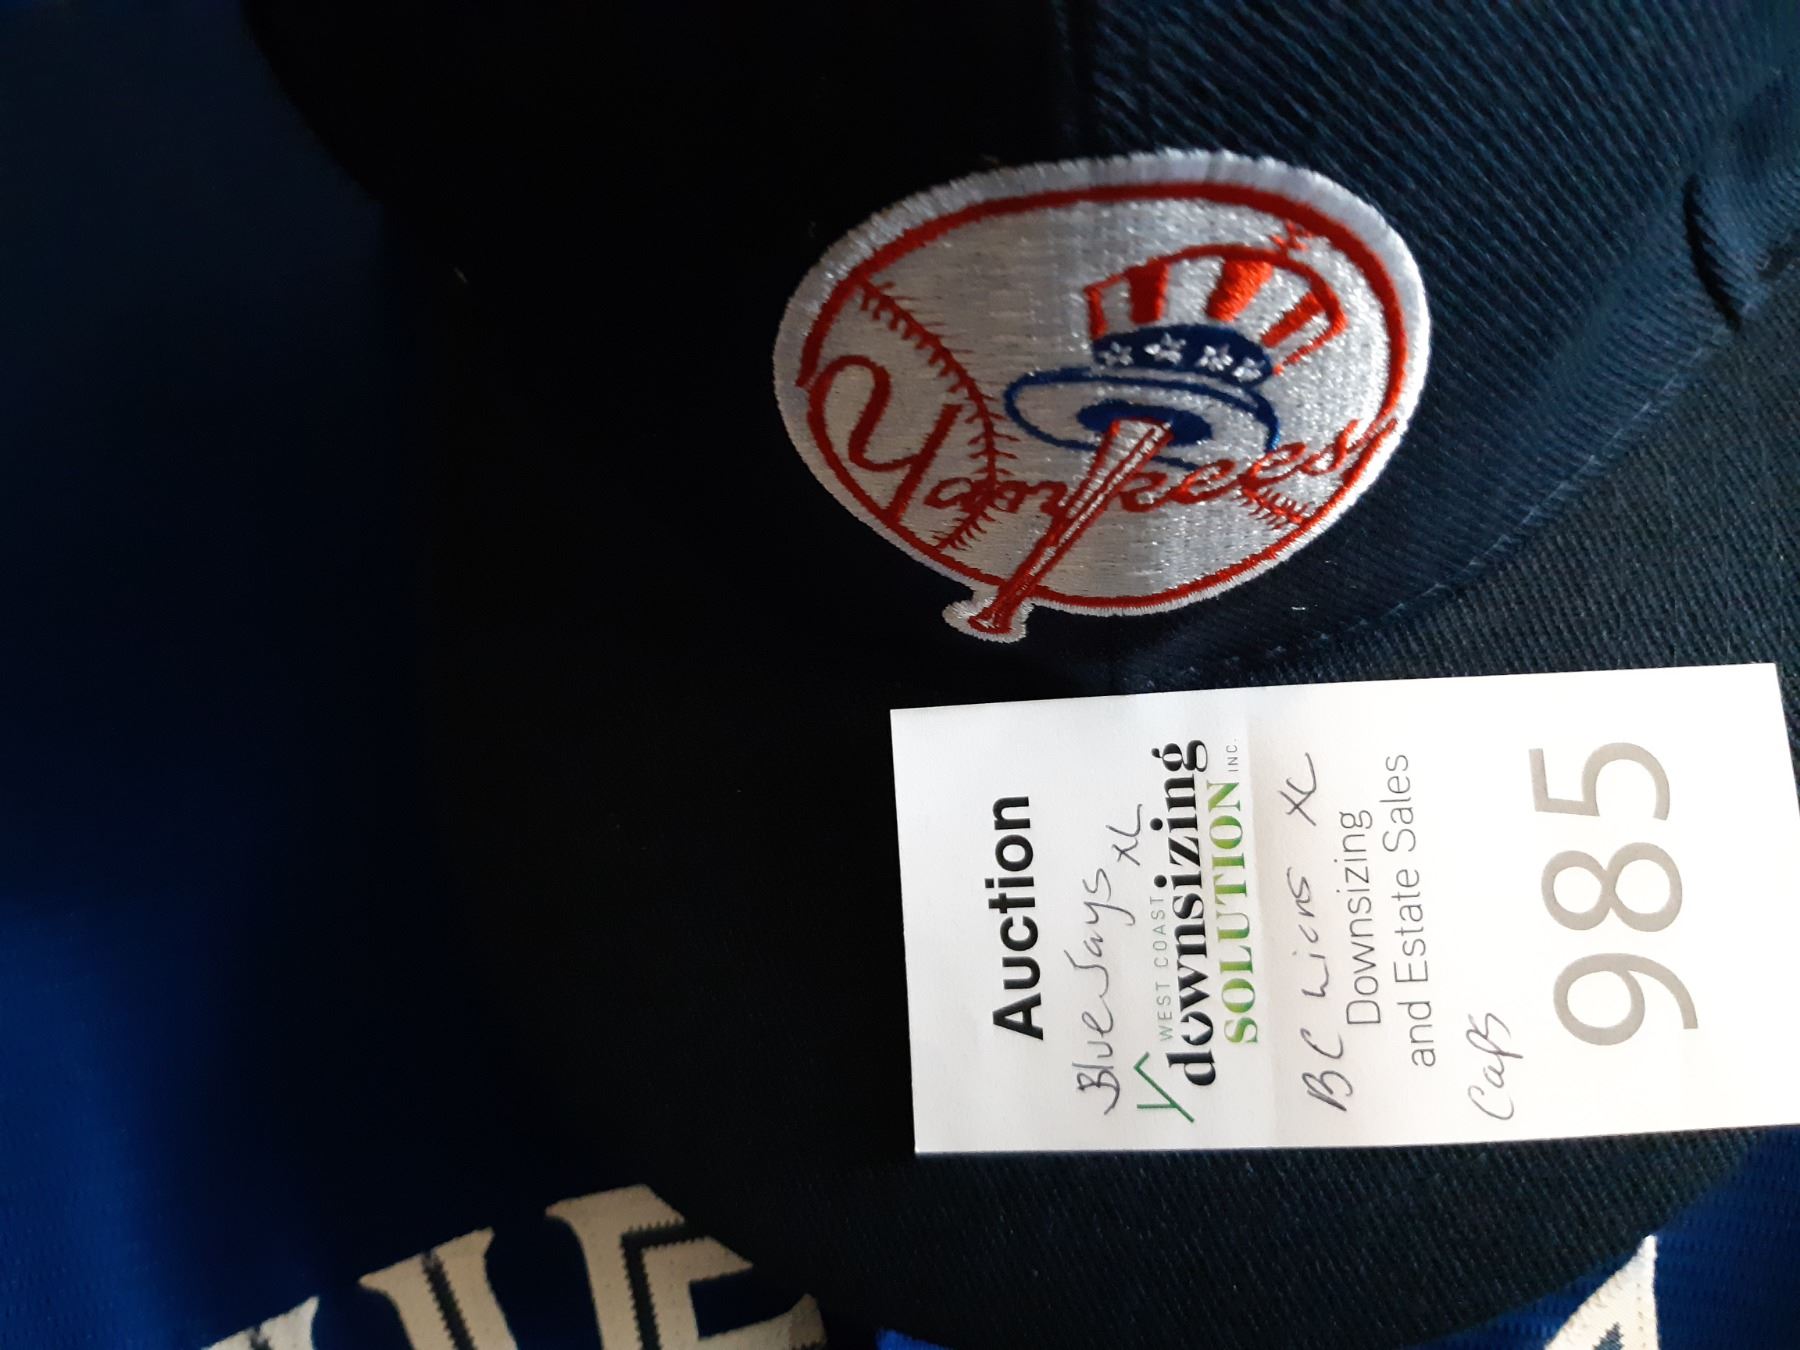 Yankees
Auction
Blue Jays XL
WEST COAST
downsizing
SOLUTION INC.
BC Lions XL
Downsizing
and Estate Sales
Caps
985